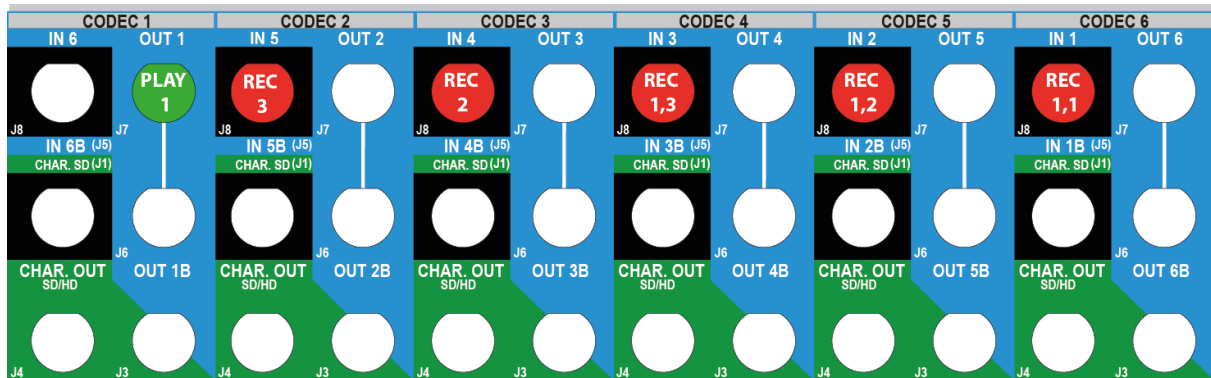 CODEC 1 CODEC 2 CODEC 3 CODEC 4 CODEC 5 CODEC 6
IN 6 OUT 1 IN 5 OUT 2 IN 4 OUT 3 IN 3 OUT 4 IN 2 OUT 5 IN 1 OUT 6
PLAY REC REC REC REC REC
1 3 2 1,3 1,2 1,1
J8 J7 J8 J7 J8 J7 J8 J7 J8 J7 J8 J7
IN 6B (J5) IN 5B (J5) IN 4B (J5) IN 3B (J5) IN 2B (J5) IN 1B (J5)
CHAR. SD (J1) CHAR. SD (J1) CHAR. SD (J1) CHAR. SD (J1) CHAR. SD (J1) CHAR. SD (J1)
J6 J6 J6 J6 J6 J6
CHAR. OUT OUT 1B CHAR. OUT OUT 2B CHAR. OUT OUT 3B CHAR. OUT OUT 4B CHAR. OUT OUT 5B CHAR. OUT OUT 6B
SD/HD SD/HD SD/HD SD/HD SD/HD SD/HD
J4 J3 J4 J3 J4 J3 J4 J3 J4 J3 J4 J3